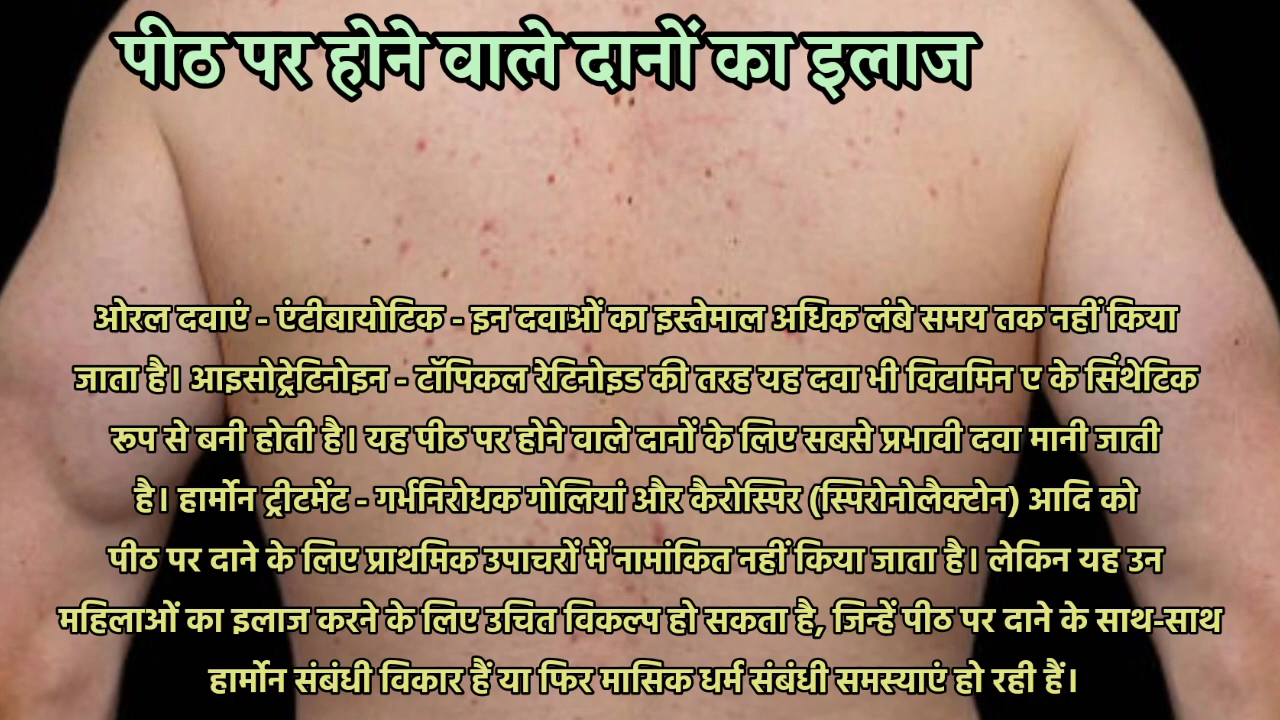 पीठ पर होने वाले दानों का इलाज
ओरल दवाएं - एंटीबायोटिक - इन दवाओं का इस्तेमाल अधिक लंबे समय तक नहीं किया
जाता है। आइसोट्रेटिनोइन - टॉपिकल रेटिनोइड की तरह यह दवा भी विटामिन ए के सिंथेटिक
रूप से बनी होती है। यह पीठ पर होने वाले दानों के लिए सबसे प्रभावी दवा मानी जाती
है। हार्मोन ट्रीटमेंट - गर्भनिरोधक गोलियां और कैरोस्पिर (स्पिरोनोलैक्टोन) आदि को
पीठ पर दाने के लिए प्राथमिक उपाचरों में नामांकित नहीं किया जाता है। लेकिन यह उन
महिलाओं का इलाज करने के लिए उचित विकल्प हो सकता है, जिन्हें पीठ पर दाने के साथ-साथ
हार्मोन संबंधी विकार हैं या फिर मासिक धर्म संबंधी समस्याएं हो रही हैं।